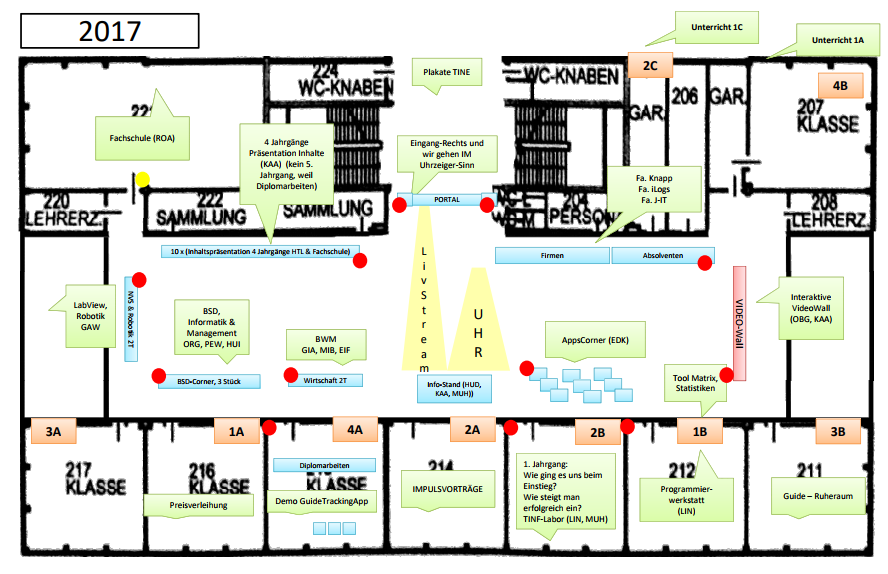 2017
Unterricht 1C
Unterricht 1A
224
WC-KNABEN
Plakate TINE
WC-KNABEN
2C
GAR.
206
GAR.
4B
207
KLASSE
Fachschule (ROA)
4 Jahrgänge
Präsentation Inhalte
(KAA) (kein 5.
Jahrgang, weil
Diplomarbeiten)
Eingang-Rechts und
wir gehen IM
Uhrzeiger-Sinn
Fa. Knapp
Fa. iLogs
Fa. J-IT
220
LEHRERZ.
222
SAMMLUNG
SAMMLUNG
PORTAL
204
PERSON
208
LEHRERZ.
10 x (Inhaltspräsentation 4 Jahrgänge HTL & Fachschule)
Firmen
Absolventen
LabView,
Robotik
GAW
NVS & Robotik 2T
BSD,
Informatik &
Management
ORG, PEW, HUI
BWM
GIA, MIB, EIF
LivStream
UHR
AppsCorner (EDK)
VIDEO-Wall
Interaktive
VideoWall
(OBG, KAA)
BSD-Corner, 3 Stück
Wirtschaft 2T
Info-Stand (HUD,
KAA, MUH))
Tool Matrix,
Statistiken
3A
1A
4A
2A
2B
1B
3B
217
KLASSE
216
KLASSE
Preisverleihung
Diplomarbeiten
KLASSE
Demo GuideTrackingApp
214
IMPULSVORTRÄGE
1. Jahrgang:
Wie ging es uns beim
Einstieg?
Wie steigt man
erfolgreich ein?
TINF-Labor (LIN, MUH)
212
Programmier-
werkstatt
(LIN)
211
Guide – Ruheraum
KLASSE